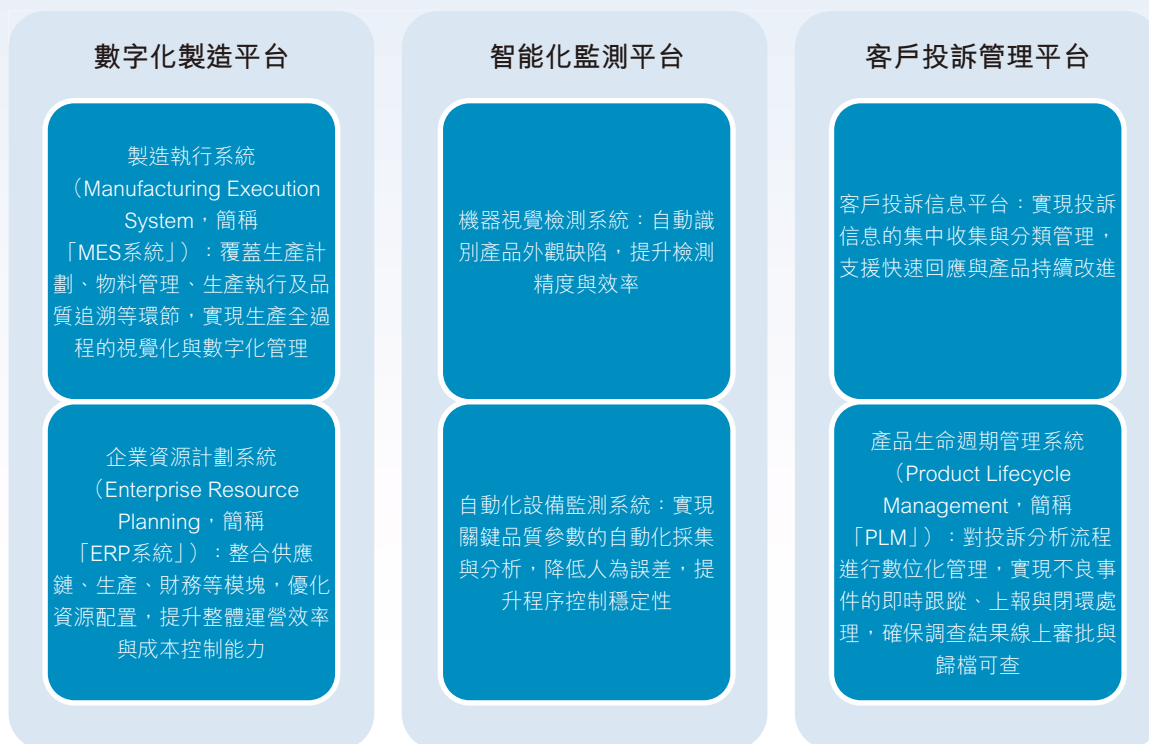 數字化製造平台
製造執行系統
（Manufacturing Execution
System，簡稱
「MES系統」）：覆蓋生產計
劃、物料管理、生產執行及品
質追溯等環節，實現生產全過
程的視覺化與數字化管理
企業資源計劃系統
（Enterprise Resource
Planning，簡稱
「ERP系統」）：整合供應
鏈、生產、財務等模塊，優化
資源配置，提升整體運營效率
與成本控制能力
智能化監測平台
機器視覺檢測系統：自動識
別產品外觀缺陷，提升檢測
精度與效率
自動化設備監測系統：實現
關鍵品質參數的自動化採集
與分析，降低人為誤差，提
升程序控制穩定性
客戶投訴管理平台
客戶投訴信息平台：實現投訴
信息的集中收集與分類管理，
支援快速回應與產品持續改進
產品生命週期管理系統
（Product Lifecycle
Management，簡稱
「PLM」）：對投訴分析流程
進行數位化管理，實現不良事
件的即時跟蹤、上報與閉環處
理，確保調查結果線上審批與
歸檔可查